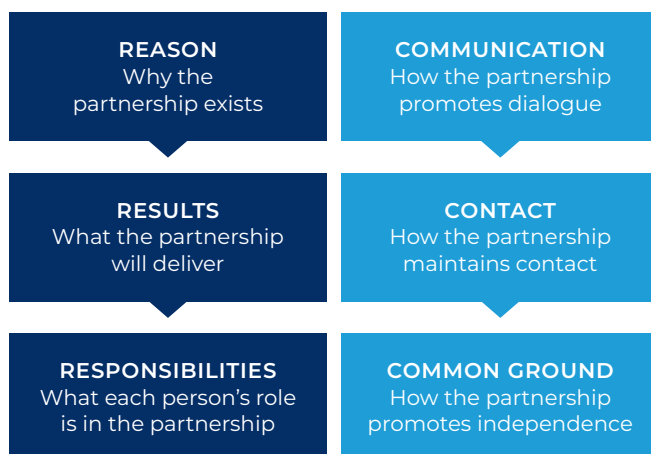 REASON
Why the
partnership exists
RESULTS
What the partnership
will deliver
RESPONSIBILITIES
What each person's role
is in the partnership
COMMUNICATION
How the partnership
promotes dialogue
CONTACT
How the partnership
maintains contact
COMMON GROUND
How the partnership
promotes independence